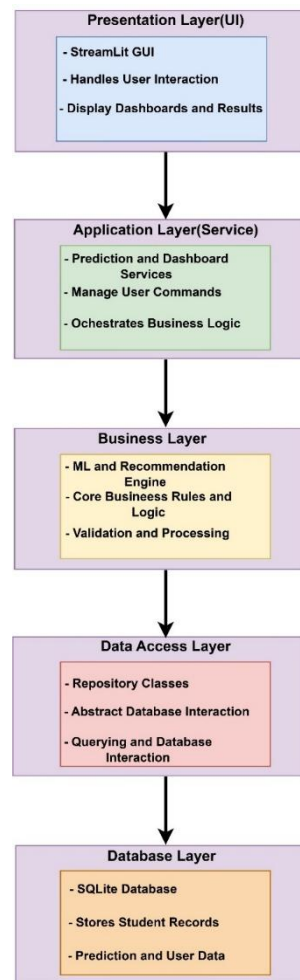 Presentation Layer(UI)
- StreamLit GUI
- Handles User Interaction
- Display Dashboards and Results
Application Layer(Service)
- Prediction and Dashboard
Services
- Manage User Commands
- Ochestrates Business Logic
Business Layer
- ML and Recommendation
Engine
- Core Busineess Rules and
Logic
- Validation and Processing
Data Access Layer
- Repository Classes
- Abstract Database Interaction
- Querying and Database
Interaction
Database Layer
- SQLite Database
- Stores Student Records
- Prediction and User Data